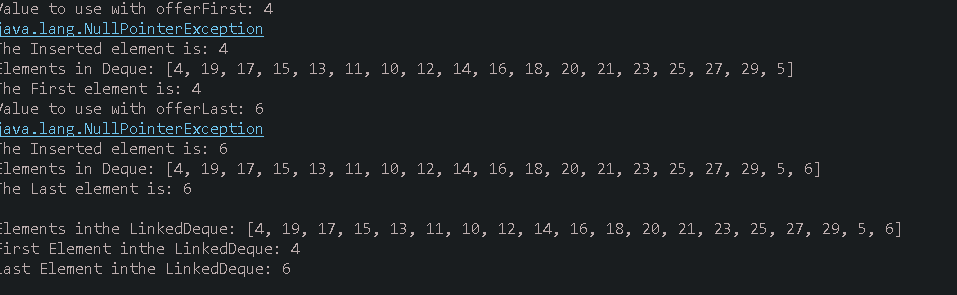 Value to use with offerFirst: 4
java.lang.NullPointerException
The Inserted element is: 4
Elements in Deque: [4, 19, 17, 15, 13, 11, 10, 12, 14, 16, 18, 20, 21, 23, 25, 27, 29, 5]
The First element is: 4
Value to use with offerLast: 6
java.lang.NullPointerException
The Inserted element is: 6
Elements in Deque: [4, 19, 17, 15, 13, 11, 10, 12, 14, 16, 18, 20, 21, 23, 25, 27, 29, 5, 6]
The Last element is: 6
Elements inthe LinkedDeque: [4, 19, 17, 15, 13, 11, 10, 12, 14, 16, 18, 20, 21, 23, 25, 27, 29, 5, 6]
First Element inthe LinkedDeque: 4
Last Element inthe LinkedDeque: 6